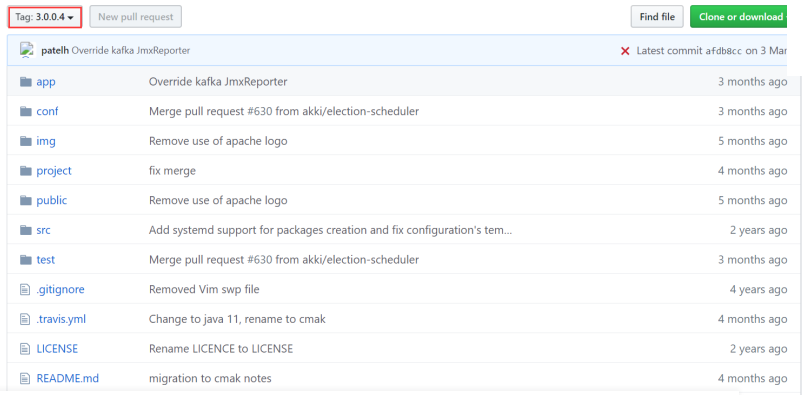 Tag: 3.0.0.4 New pull request Find file Clone or download
patelh Override kafka JmxReporter Latest commit afdb8cc on 3 Mar
app Override kafka JmxReporter 3 months ago
conf Merge pull request #630 from akki/election-scheduler 3 months ago
img Remove use of apache logo 5 months ago
project fix merge 4 months ago
public Remove use of apache logo 5 months ago
src Add systemd support for packages creation and fix configuration's tem... 2 years ago
test Merge pull request #630 from akki/election-scheduler 3 months ago
.gitignore Removed Vim swp file 4 years ago
.travis.yml Change to java 11, rename to cmak 4 months ago
LICENSE Rename LICENCE to LICENSE 2 years ago
README.md migration to cmak notes 4 months ago